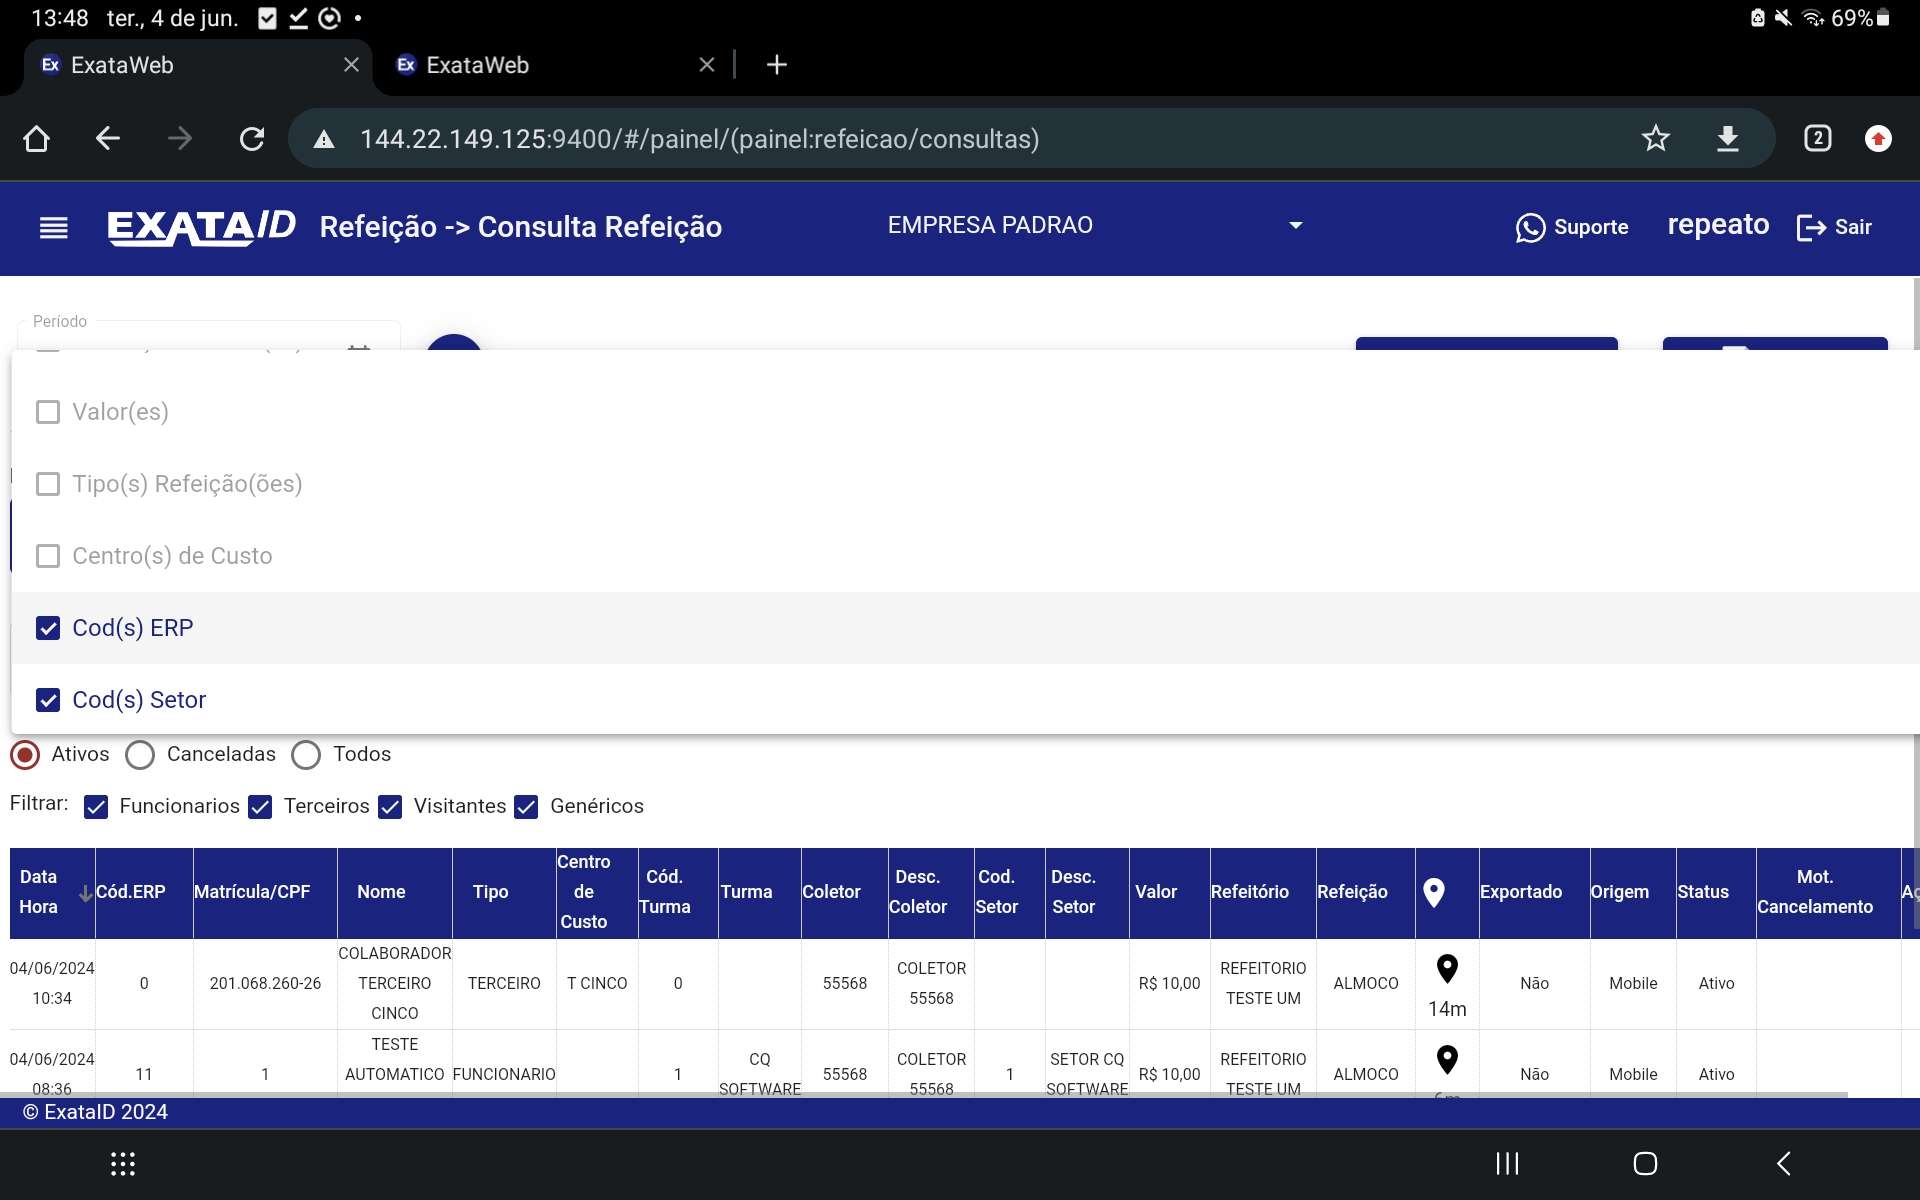 13:48 ter., 4 de jun. 69%
Ex ExataWeb Ex ExataWeb
144.22.149.125:9400/#/painel/(painel:refeicao/consultas) 2
EXATAID Refeição -> Consulta Refeição EMPRESA PADRAO Suporte repeato Sair
Período
Valor(es)
Tipo(s) Refeição(ões)
Centro(s) de Custo
Cod(s) ERP
Cod(s) Setor
Ativos Canceladas Todos
Filtrar: Funcionarios Terceiros Visitantes Genéricos
Data Hora Cód.ERP Matrícula/CPF Nome Tipo Centro de Custo Cód. Turma Turma Coletor Desc. Coletor Cod. Setor Desc. Setor Valor Refeitório Refeição Exportado Origem Status Mot. Cancelamento
04/06/2024 10:34 0 201.068.260-26 COLABORADOR TERCEIRO CINCO TERCEIRO T CINCO 0 55568 COLETOR 55568 R$ 10,00 REFEITORIO TESTE UM ALMOCO 14m Não Mobile Ativo
04/06/2024 08:36 11 1 TESTE AUTOMATICO FUNCIONARIO 1 CQ SOFTWARE 55568 COLETOR 55568 1 SETOR CQ SOFTWARE R$ 10,00 REFEITORIO TESTE UM ALMOCO Não Mobile Ativo
© ExataID 2024